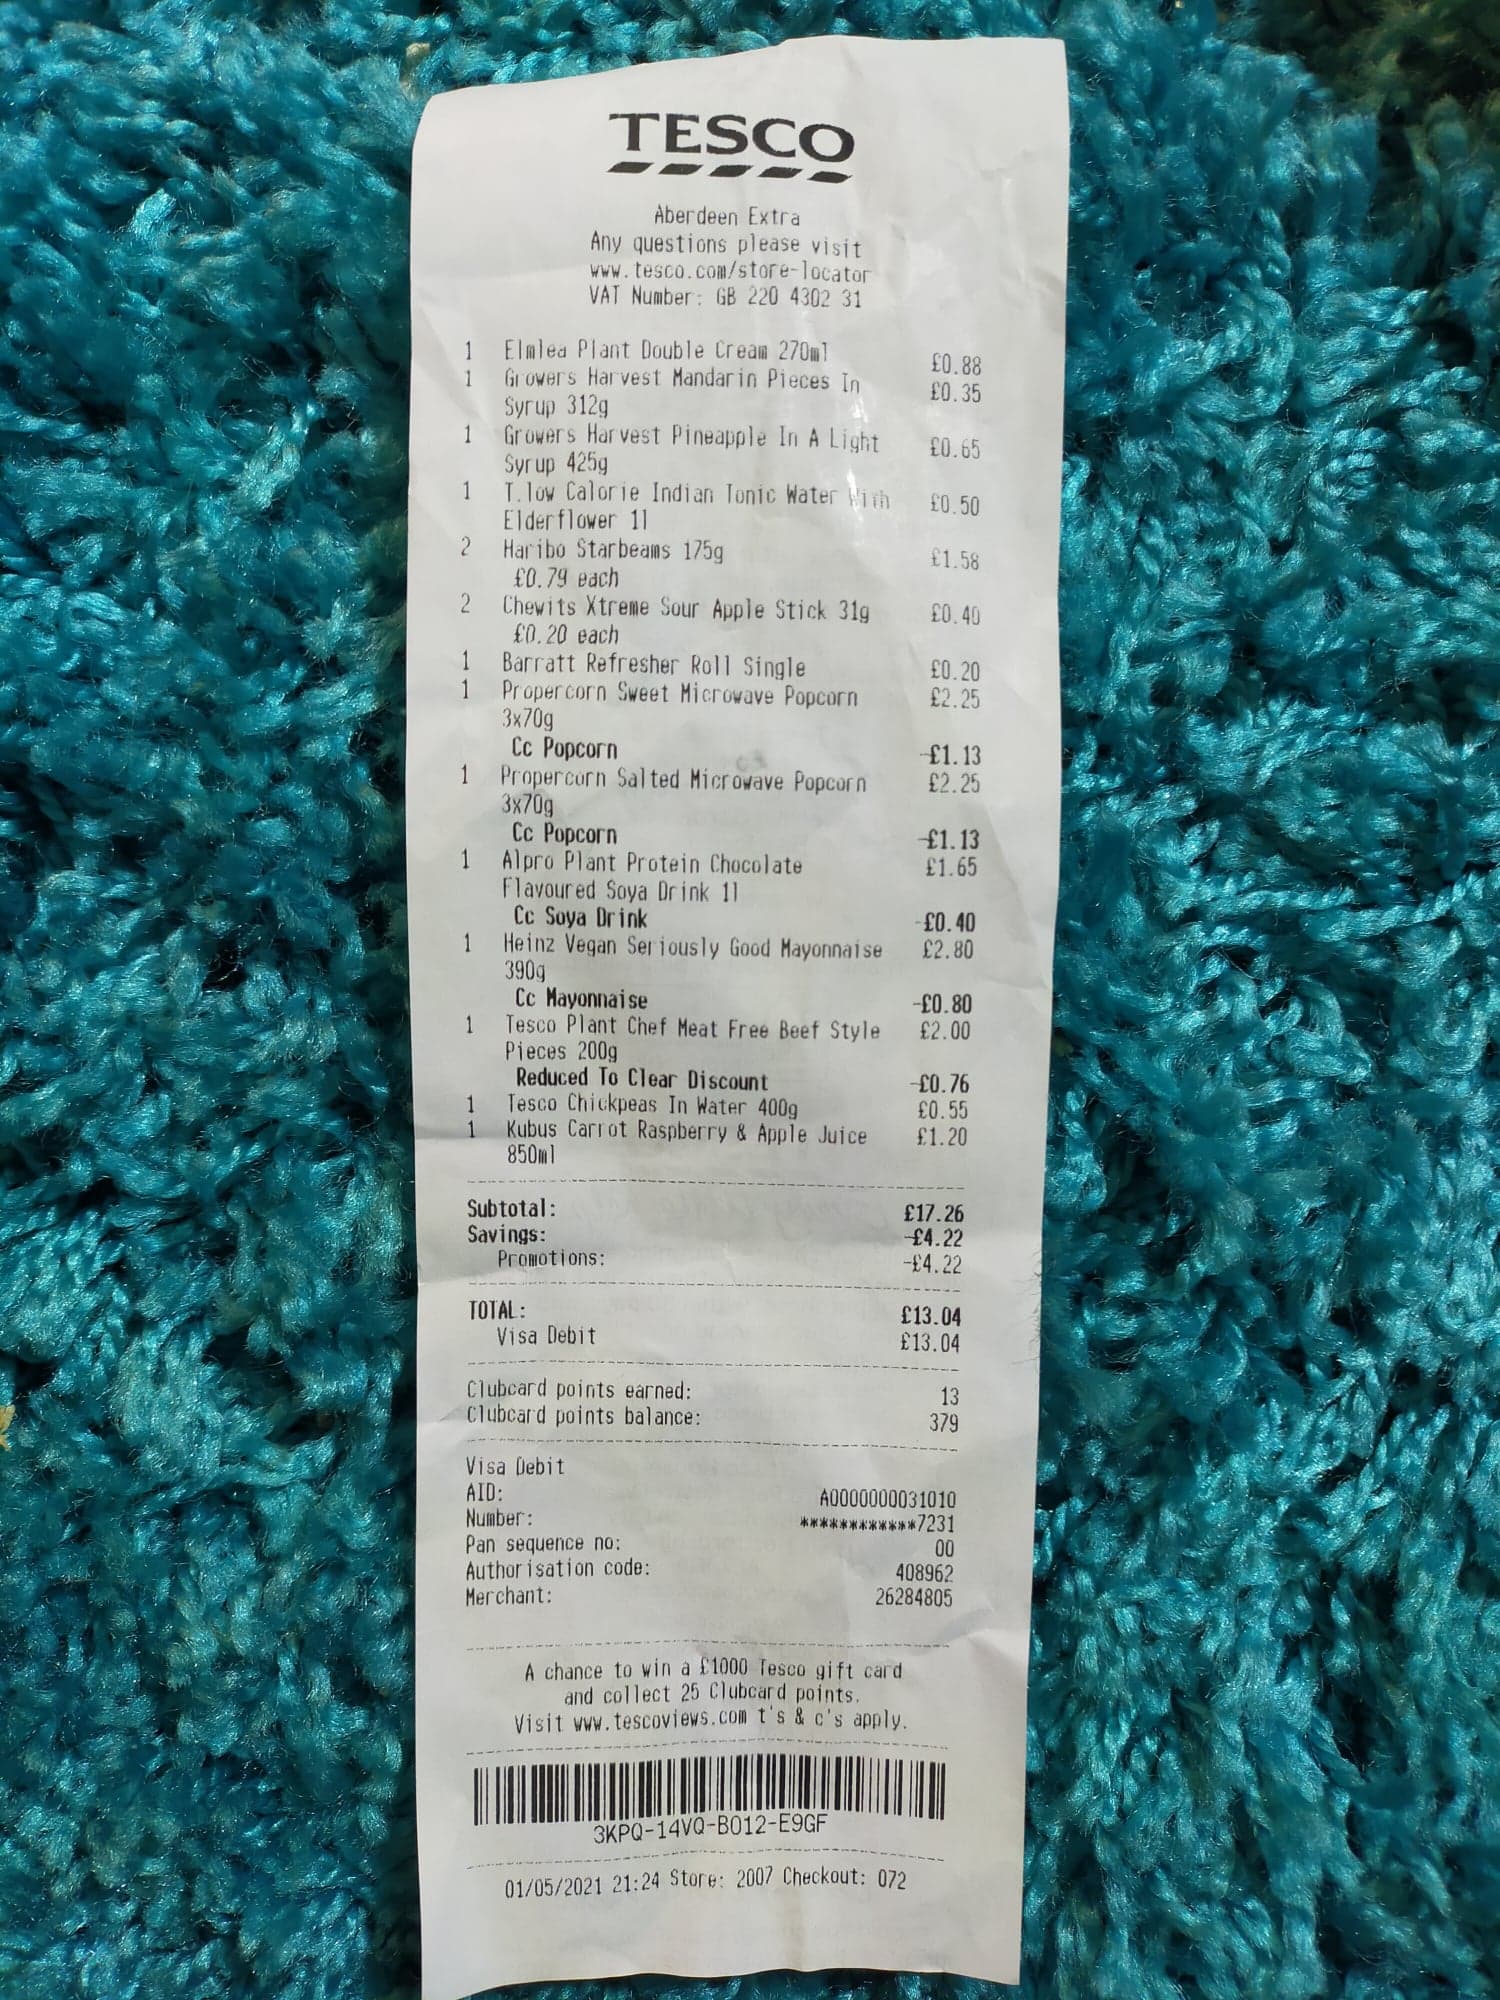 TESCO
Aberdeen Extra
Any questions please visit
www.tesco.com/store-locator
VAT Number: GB 220 4302 31
1 Elmlea Plant Double Cream 270ml £0.88
1 Growers Harvest Mandarin Pieces In £0.35
Syrup 312g
1 Growers Harvest Pineapple In A Light £0.65
Syrup 425g
1 T.low Calorie Indian Tonic Water With £0.50
Elderflower 1l
2 Haribo Starbeams 175g £1.58
£0.79 each
2 Chewits Xtreme Sour Apple Stick 31g £0.40
£0.20 each
1 Barratt Refresher Roll Single £0.20
1 Propercorn Sweet Microwave Popcorn £2.25
3x70g
Cc Popcorn -£1.13
1 Propercorn Salted Microwave Popcorn £2.25
3x70g
Cc Popcorn -£1.13
1 Alpro Plant Protein Chocolate £1.65
Flavoured Soya Drink 1l
Cc Soya Drink -£0.40
1 Heinz Vegan Seriously Good Mayonnaise £2.80
390g
Cc Mayonnaise -£0.80
1 Tesco Plant Chef Meat Free Beef Style £2.00
Pieces 200g
Reduced To Clear Discount -£0.76
1 Tesco Chickpeas In Water 400g £0.55
1 Kubus Carrot Raspberry & Apple Juice £1.20
850ml
Subtotal: £17.26
Savings: -£4.22
Promotions: -£4.22
TOTAL: £13.04
Visa Debit £13.04
Clubcard points earned: 13
Clubcard points balance: 379
Visa Debit
AID: A0000000031010
Number: ************7231
Pan sequence no: 00
Authorisation code: 408962
Merchant: 26284805
A chance to win a £1000 Tesco gift card
and collect 25 Clubcard points.
Visit www.tescoviews.com t's & c's apply.
3KPQ-14VQ-B012-E9GF
01/05/2021 21:24 Store: 2007 Checkout: 072